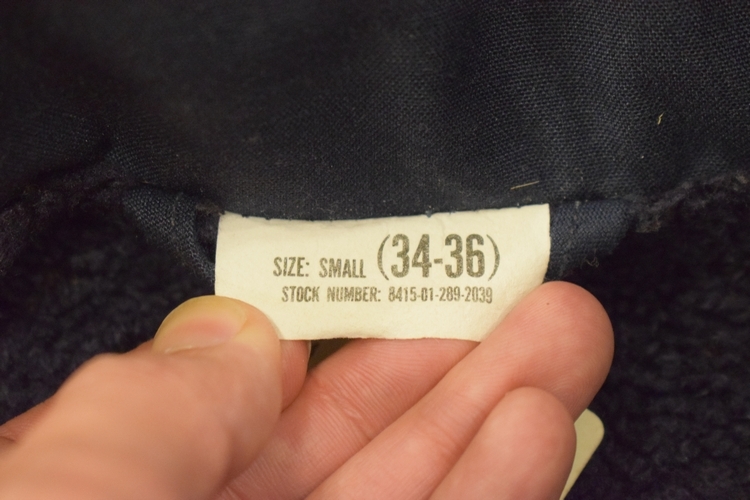 SIZE: SMALL (34-36)
STOCK NUMBER: 8415-01-289-2039